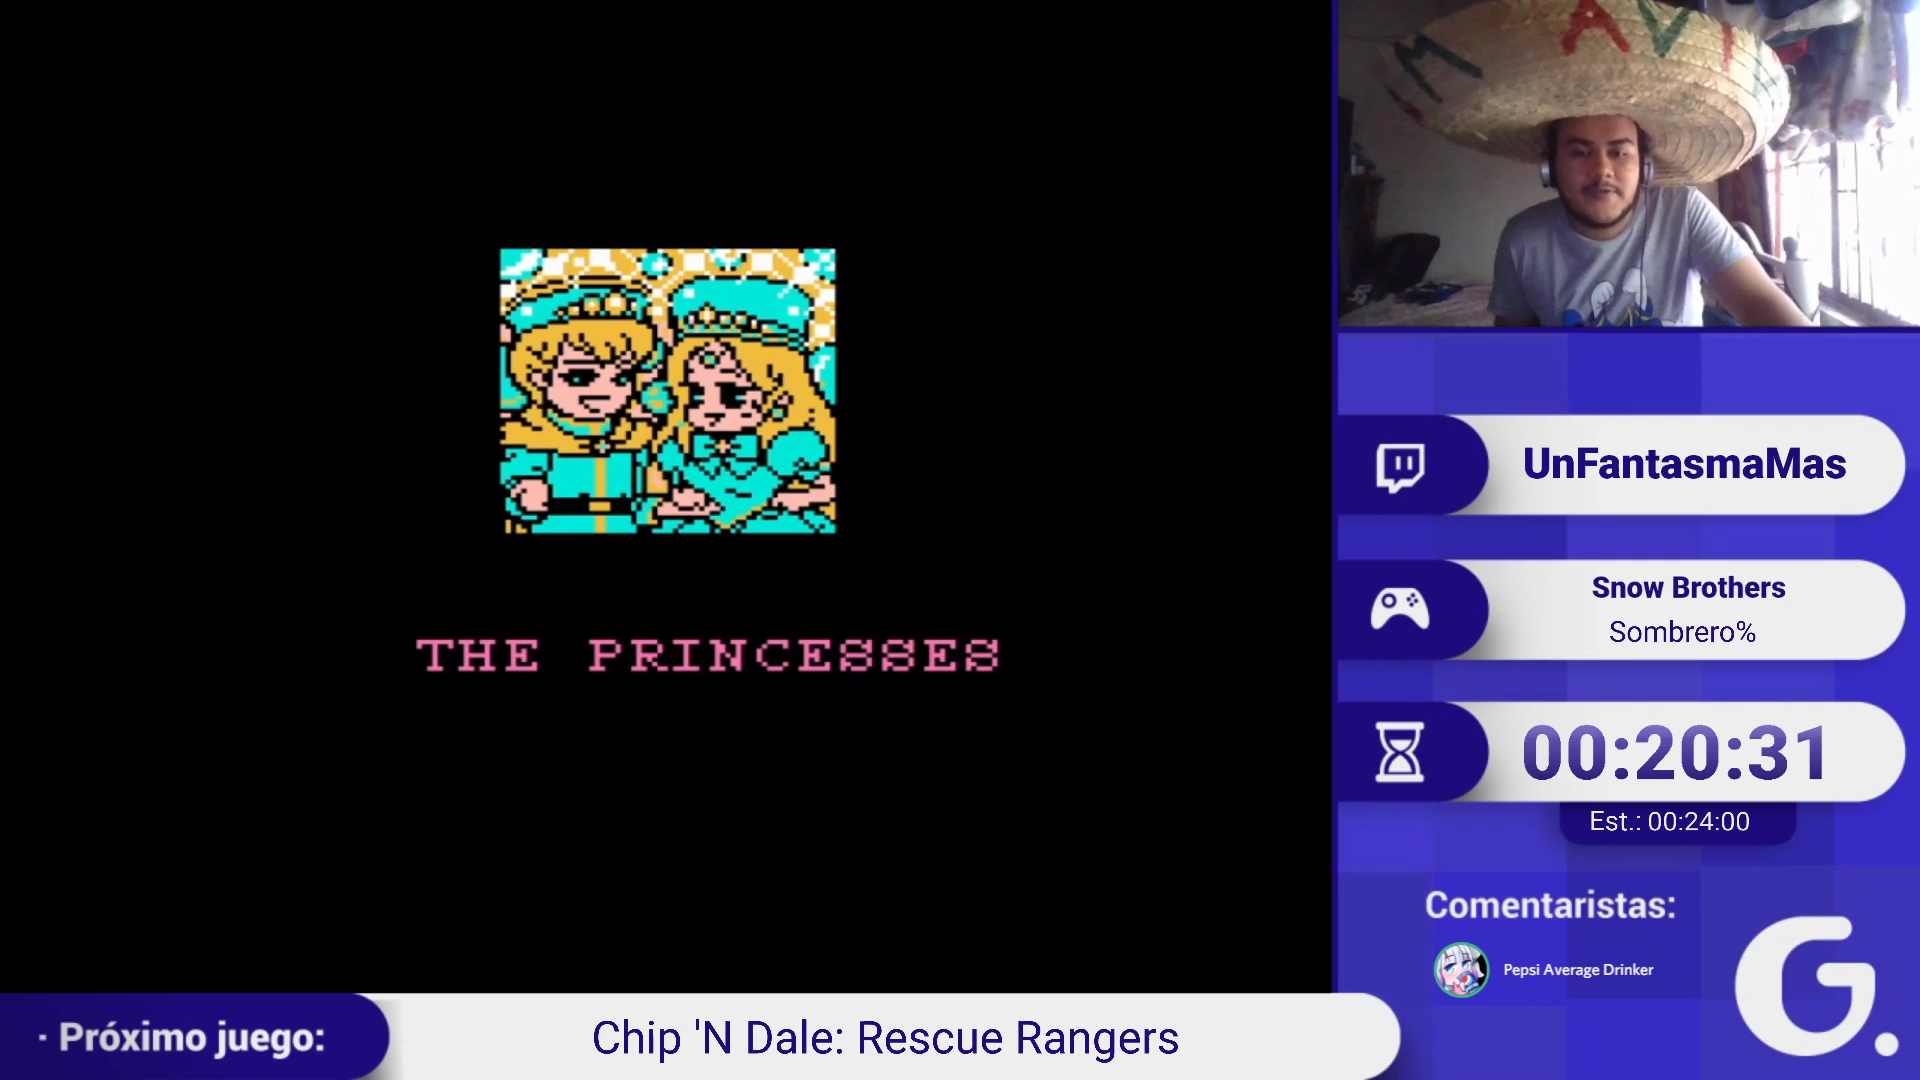 THE PRINCESSES
M AVI
UnFantasmaMas
Snow Brothers
Sombrero%
00:20:31
Est.: 00:24:00
Comentaristas:
Pepsi Average Drinker
G.
· Próximo juego:
Chip 'N Dale: Rescue Rangers